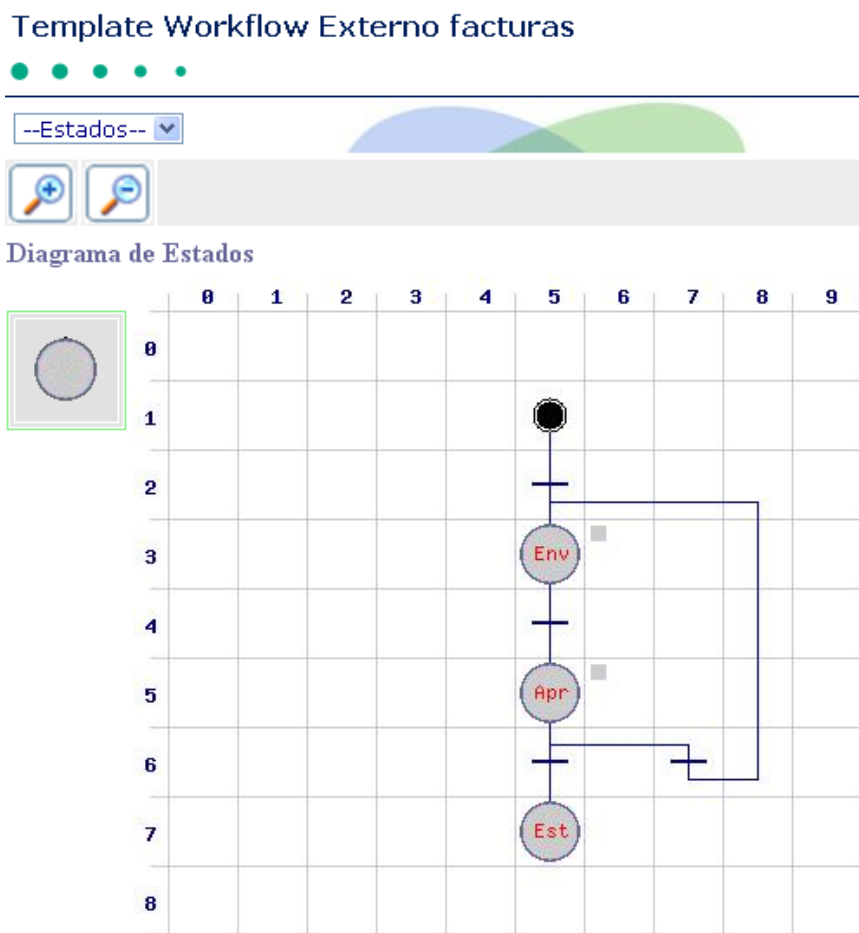 Template Workflow Externo facturas
--Estados--
Diagrama de Estados
0 1 2 3 4 5 6 7 8 9
0
1
2
3
Env
4
5
Apr
6
7
Est
8